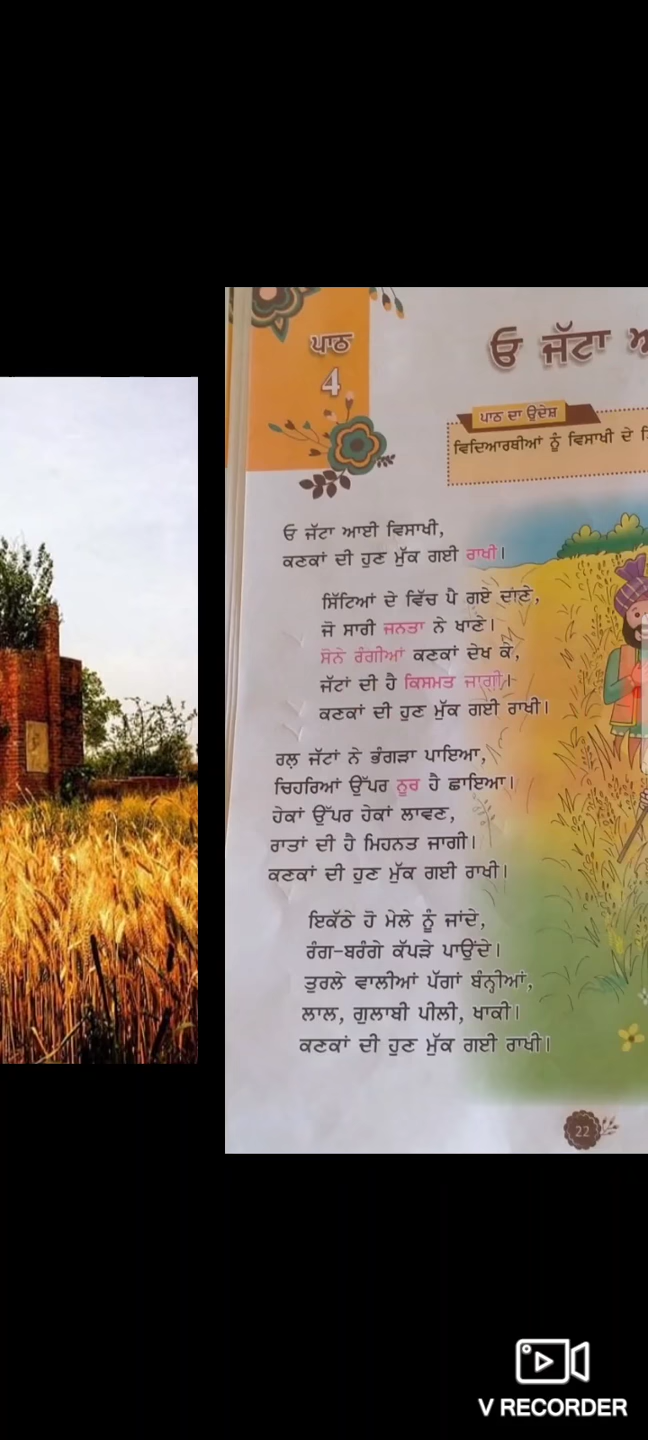 ਪਾਠ
4
ਓ ਜੱਟਾ
ਪਾਠ ਦਾ ਉਦੇਸ਼
ਵਿਦਿਆਰਥੀਆਂ ਨੂੰ ਵਿਸਾਖੀ ਦੇ
ਓ ਜੱਟਾ ਆਈ ਵਿਸਾਖੀ,
ਕਣਕਾਂ ਦੀ ਹੁਣ ਮੁੱਕ ਗਈ ਰਾਖੀ।
ਸਿੱਟਿਆਂ ਦੇ ਵਿੱਚ ਪੈ ਗਏ ਦਾਣੇ,
ਜੋ ਸਾਰੀ ਜਨਤਾ ਨੇ ਖਾਣੇ।
ਸੋਨੇ ਰੰਗੀਆਂ ਕਣਕਾਂ ਦੇਖ ਕੇ,
ਜੱਟਾਂ ਦੀ ਹੈ ਕਿਸਮਤ ਜਾਗੀ।
ਕਣਕਾਂ ਦੀ ਹੁਣ ਮੁੱਕ ਗਈ ਰਾਖੀ।
ਰਲ਼ ਜੱਟਾਂ ਨੇ ਭੰਗੜਾ ਪਾਇਆ,
ਚਿਹਰਿਆਂ ਉੱਪਰ ਨੂਰ ਹੈ ਛਾਇਆ।
ਹੇਕਾਂ ਉੱਪਰ ਹੇਕਾਂ ਲਾਵਣ,
ਰਾਤਾਂ ਦੀ ਹੈ ਮਿਹਨਤ ਜਾਗੀ।
ਕਣਕਾਂ ਦੀ ਹੁਣ ਮੁੱਕ ਗਈ ਰਾਖੀ।
ਇਕੱਠੇ ਹੋ ਮੇਲੇ ਨੂੰ ਜਾਂਦੇ,
ਰੰਗ-ਬਰੰਗੇ ਕੱਪੜੇ ਪਾਉਂਦੇ।
ਤੁਰਲੇ ਵਾਲੀਆਂ ਪੱਗਾਂ ਬੰਨ੍ਹੀਆਂ,
ਲਾਲ, ਗੁਲਾਬੀ ਪੀਲੀ, ਖਾਕੀ।
ਕਣਕਾਂ ਦੀ ਹੁਣ ਮੁੱਕ ਗਈ ਰਾਖੀ।
22
V RECORDER